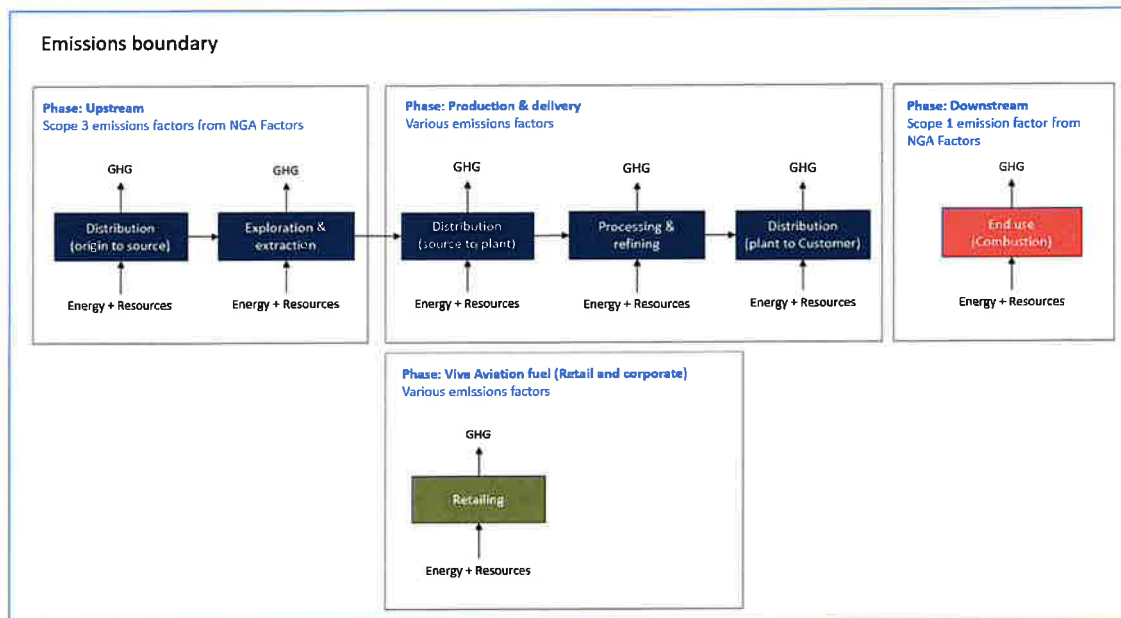 Emissions boundary
Phase: Upstream
Scope 3 emissions factors from NGA Factors
GHG
GHG
Distribution
(origin to source)
Exploration &
extraction
Energy + Resources
Energy + Resources
Phase: Production & delivery
Various emissions factors
GHG
GHG
GHG
Distribution
(source to plant)
Processing &
refining
Distribution
(plant to Customer)
Energy + Resources
Energy + Resources
Energy + Resources
Phase: Downstream
Scope 1 emission factor from
NGA Factors
GHG
End use
(Combustion)
Energy + Resources
Phase: Viva Aviation fuel (Retail and corporate)
Various emissions factors
GHG
Retailing
Energy + Resources